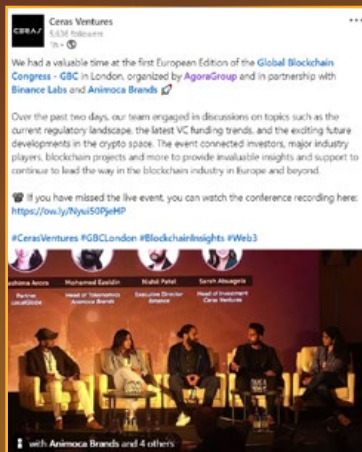 CERAS
Ceras Ventures
5,636 followers
1h •
We had a valuable time at the first European Edition of the Global Blockchain
Congress - GBC in London, organized by AgoraGroup and in partnership with
Binance Labs and Animoca Brands 🚀
Over the past two days, our team engaged in discussions on topics such as the
current regulatory landscape, the latest VC funding trends, and the exciting future
developments in the crypto space. The event connected investors, major industry
players, blockchain projects and more to provide invaluable insights and support to
continue to lead the way in the blockchain industry in Europe and beyond.
📽 If you have missed the live event, you can watch the conference recording here:
https://ow.ly/Nyui50PjeHP
#CerasVentures #GBCLondon #BlockchainInsights #Web3
Arora Mohamed Ezeldin Nishil Patel Sarah Abuagela
Partner Head of Tokenomics Executive Director Head of Investment
Animoca Brands Binance Ceras Ventures
with Animoca Brands and 4 others